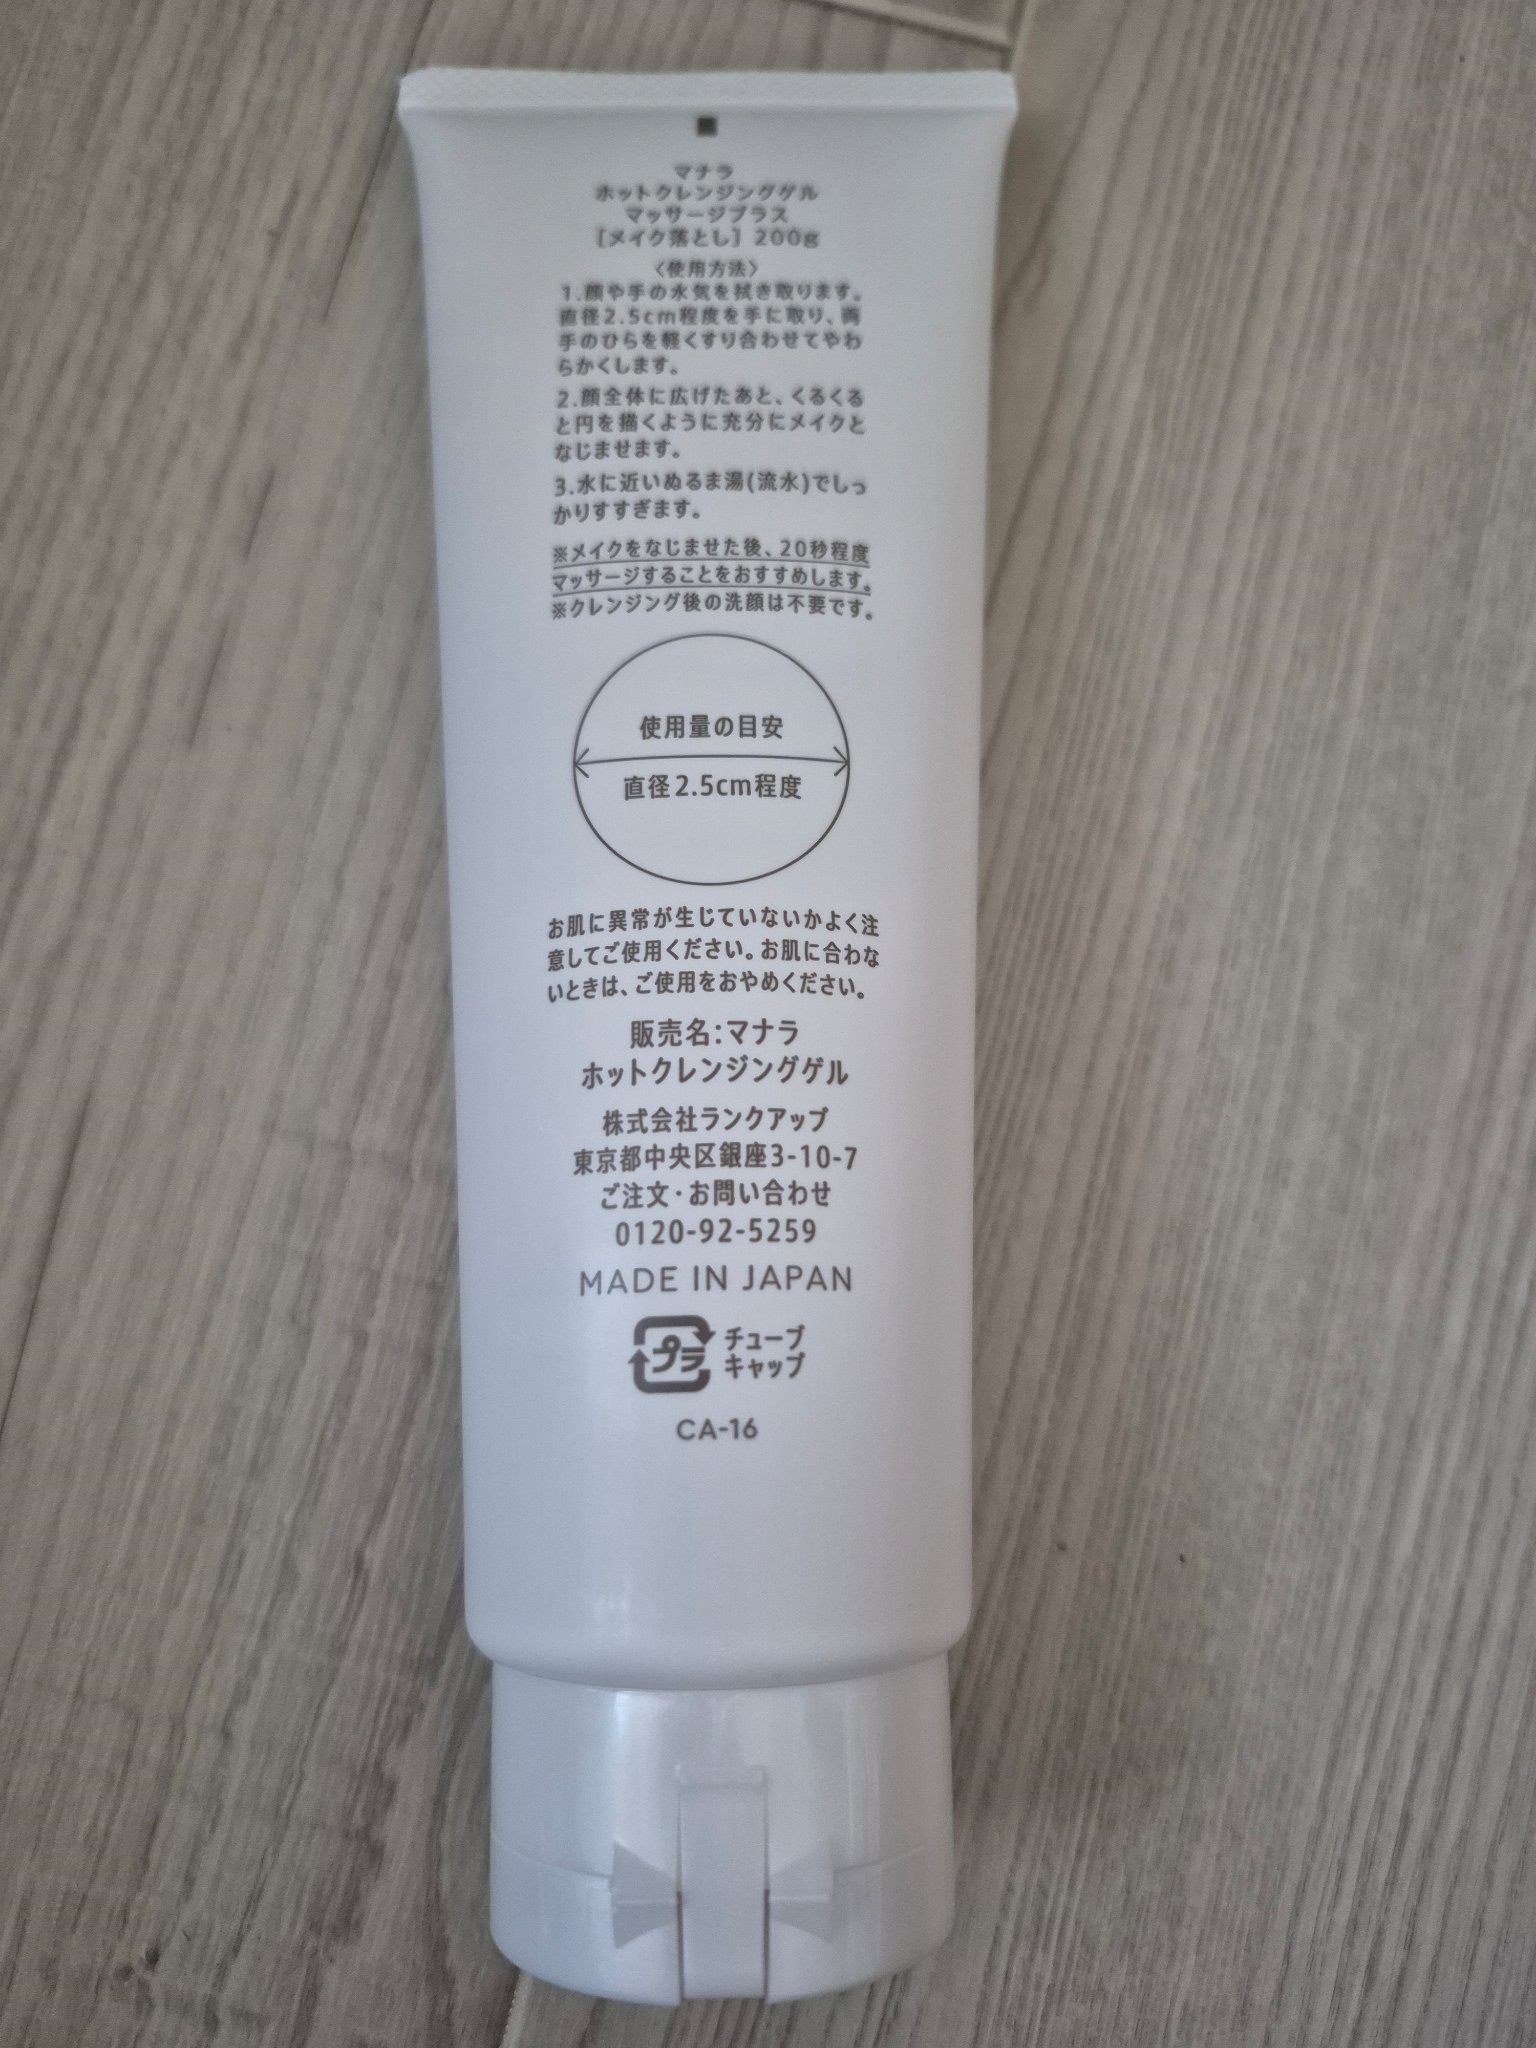 マナラ
ホットクレンジングゲル
マッサージプラス
［メイク落とし］200g
〈使用方法〉
1.顔や手の水気を拭き取ります。
直径2.5cm程度を手に取り、両
手のひらを軽くすり合わせてやわ
らかくします。
2.顔全体に広げたあと、くるくる
と円を描くように充分にメイクと
なじませます。
3.水に近いぬるま湯(流水)でしっ
かりすすぎます。
※メイクをなじませた後、20秒程度
マッサージすることをおすすめします。
※クレンジング後の洗顔は不要です。
使用量の目安
直径2.5cm程度
お肌に異常が生じていないかよく注
意してご使用ください。お肌に合わな
いときは、ご使用をおやめください。
販売名:マナラ
ホットクレンジングゲル
株式会社ランクアップ
東京都中央区銀座3-10-7
ご注文・お問い合わせ
0120-92-5259
MADE IN JAPAN
プラ チューブ
キャップ
CA-16